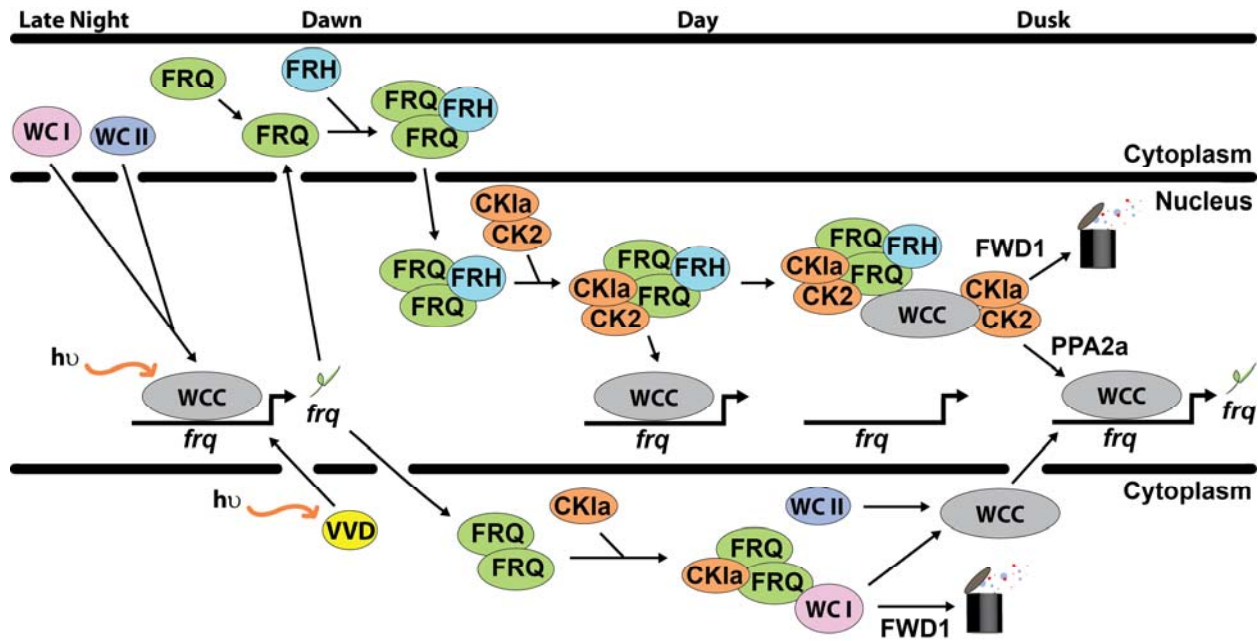 Late Night Dawn Day Dusk
FRQ
FRH
FRQ
FRH
FRQ
WC I
WC II
FRQ
Cytoplasm
Nucleus
CKIa
CK2
FRQ
FRH
FRQ
FRQ
FRH
CKIa
FRQ
CK2
FRQ
FRH
CKIa
FRQ
CK2
WCC
CKIa
CK2
FWD1
PPA2a
hυ
WCC
frq
frq
WCC
frq
frq
WCC
frq
frq
Cytoplasm
hυ
VVD
FRQ
FRQ
CKIa
FRQ
CKIa
FRQ
WC I
WC II
WCC
FWD1